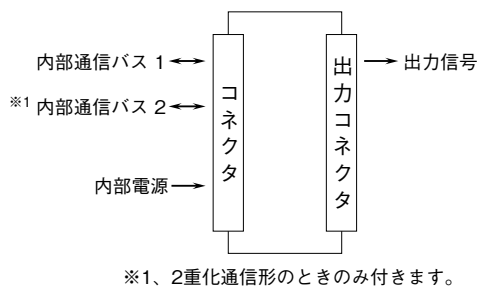 内部通信バス 1
※1 内部通信バス 2
内部電源
コネクタ
出力コネクタ
出力信号
※1、2重化通信形のときのみ付きます。